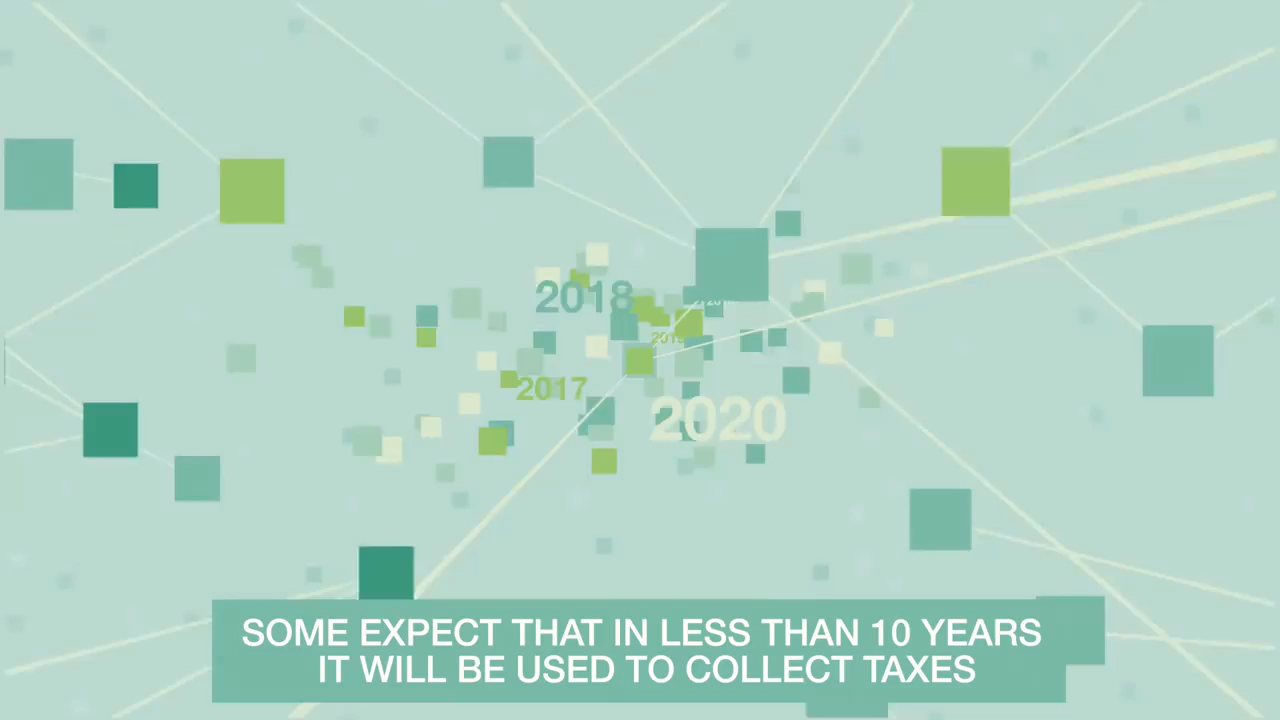 2018
2017
2020
SOME EXPECT THAT IN LESS THAN 10 YEARS
IT WILL BE USED TO COLLECT TAXES